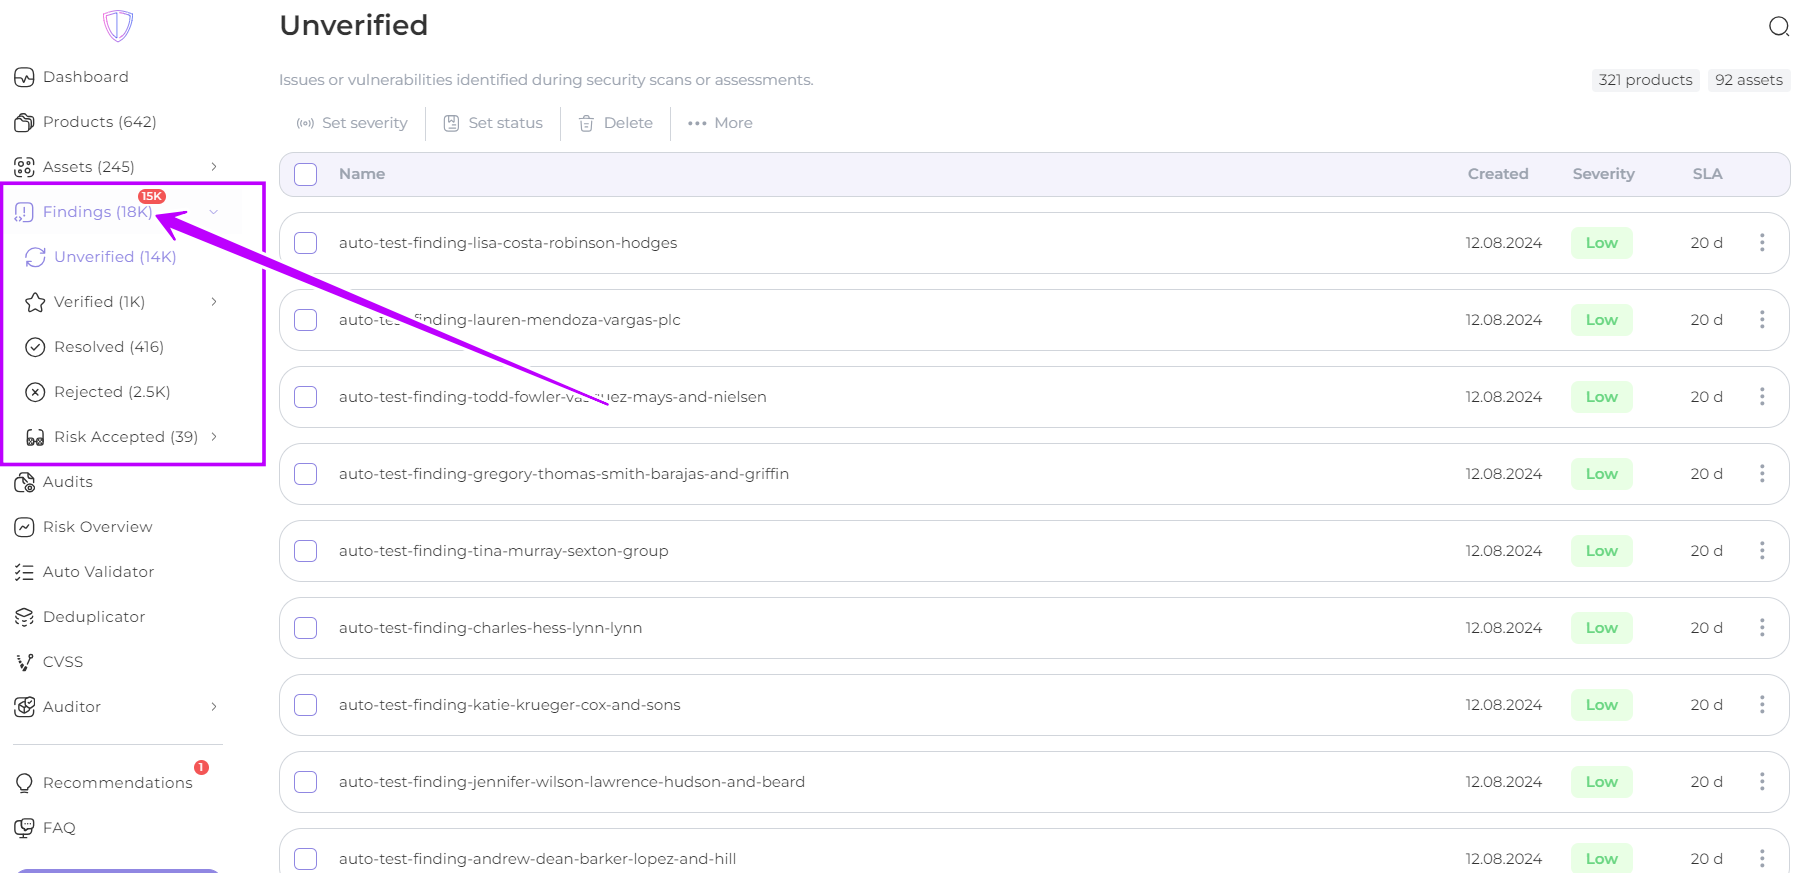 Unverified
Dashboard
Issues or vulnerabilities identified during security scans or assessments.
321 products
92 assets
Products (642)
Set severity
Set status
Delete
More
Assets (245)
Name
Created
Severity
SLA
15K
Findings (18K)
Unverified (14K)
Verified (1K)
Resolved (416)
Rejected (2.5K)
Risk Accepted (39)
Audits
Risk Overview
Auto Validator
Deduplicator
CVSS
Auditor
1
Recommendations
FAQ
auto-test-finding-lisa-costa-robinson-hodges 12.08.2024 Low 20 d
auto-test-finding-lauren-mendoza-vargas-plc 12.08.2024 Low 20 d
auto-test-finding-todd-fowler-vasquez-mays-and-nielsen 12.08.2024 Low 20 d
auto-test-finding-gregory-thomas-smith-barajas-and-griffin 12.08.2024 Low 20 d
auto-test-finding-tina-murray-sexton-group 12.08.2024 Low 20 d
auto-test-finding-charles-hess-lynn-lynn 12.08.2024 Low 20 d
auto-test-finding-katie-krueger-cox-and-sons 12.08.2024 Low 20 d
auto-test-finding-jennifer-wilson-lawrence-hudson-and-beard 12.08.2024 Low 20 d
auto-test-finding-andrew-dean-barker-lopez-and-hill 12.08.2024 Low 20 d